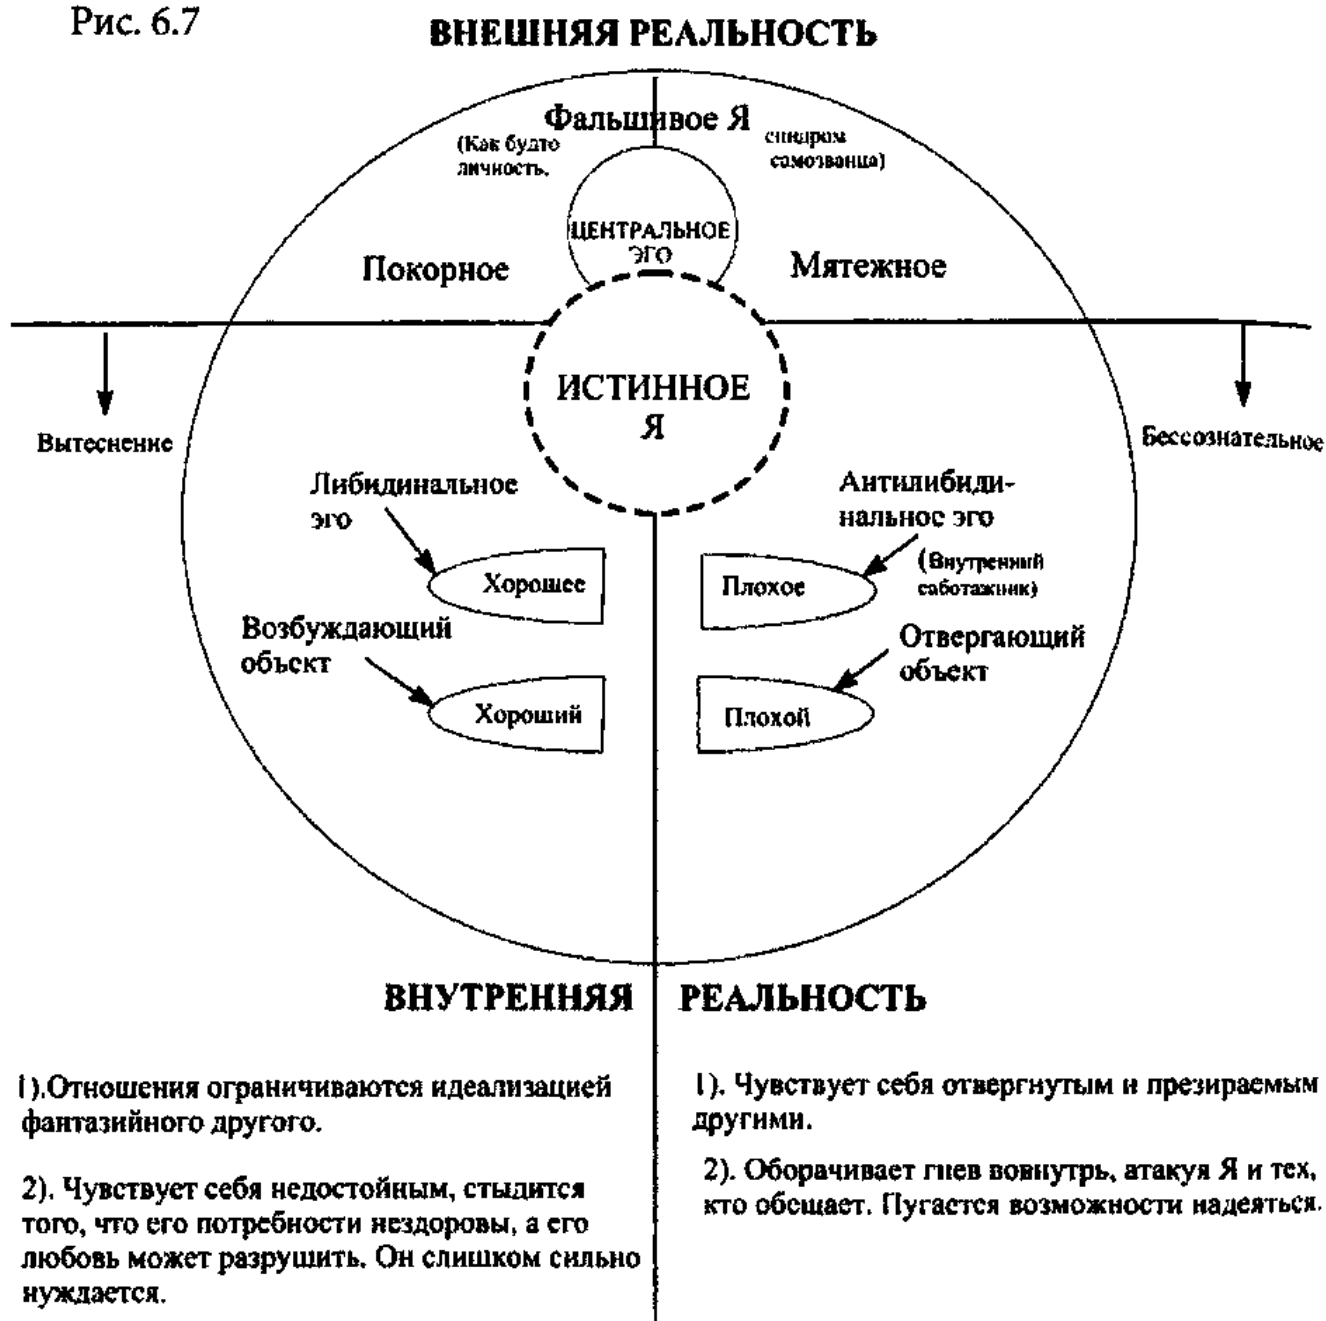 Рис. 6.7
ВНЕШНЯЯ РЕАЛЬНОСТЬ
Фальшивое Я
(Как будто
личность,
синдром
самозванца)
ЦЕНТРАЛЬНОЕ
ЭГО
Покорное
Мятежное
ИСТИННОЕ
Я
Вытеснение
Бессознательное
Либидинальное
эго
Антилибиди-
нальное эго
(Внутренний
саботажник)
Хорошее
Плохое
Возбуждающий
объект
Отвергающий
объект
Хороший
Плохой
ВНУТРЕННЯЯ РЕАЛЬНОСТЬ
1).Отношения ограничиваются идеализацией
фантазийного другого.
2). Чувствует себя недостойным, стыдится
того, что его потребности нездоровы, а его
любовь может разрушить. Он слишком сильно
нуждается.
1). Чувствует себя отвергнутым и презираемым
другими.
2). Оборачивает гнев вовнутрь, атакуя Я и тех,
кто обещает. Пугается возможности надеяться.